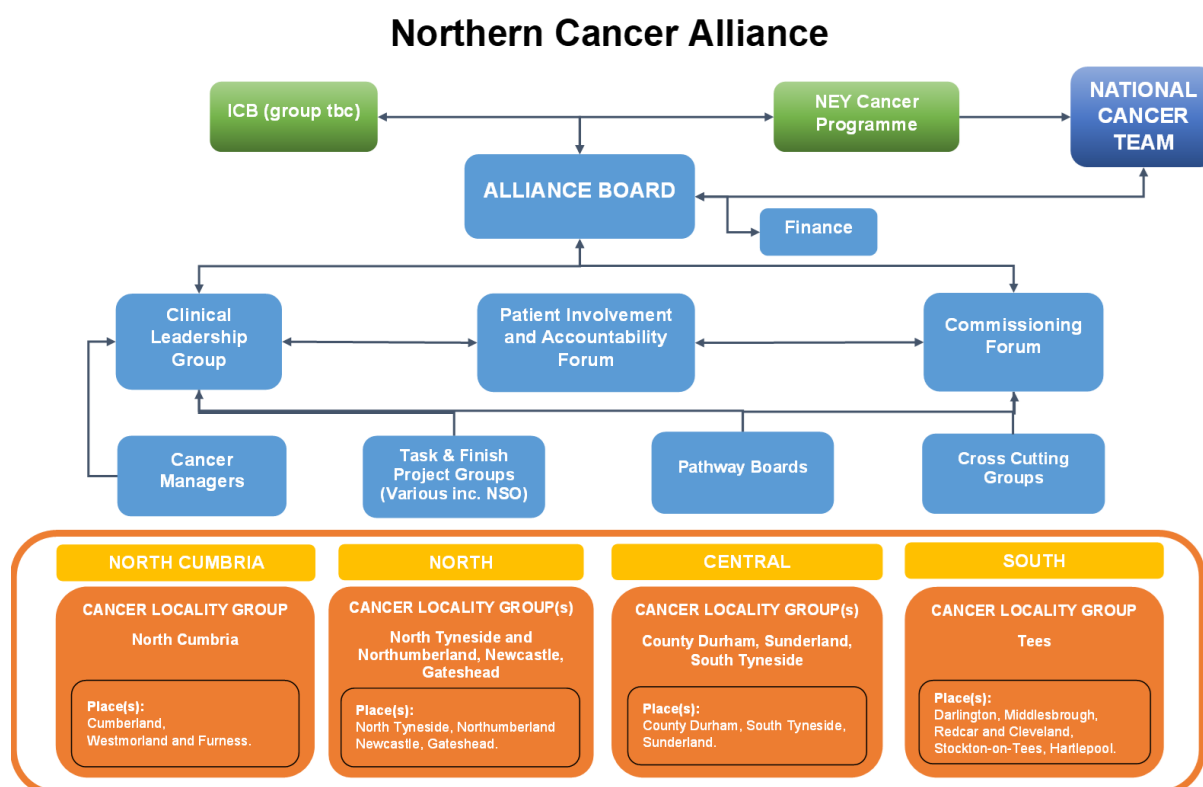 Northern Cancer Alliance
ICB (group tbc)
NEY Cancer
Programme
NATIONAL
CANCER
TEAM
ALLIANCE BOARD
Finance
Clinical
Leadership
Group
Patient Involvement
and Accountability
Forum
Commissioning
Forum
Cancer
Managers
Task & Finish
Project Groups
(Various inc. NSO)
Pathway Boards
Cross Cutting
Groups
NORTH CUMBRIA
CANCER LOCALITY GROUP
North Cumbria
Place(s):
Cumberland,
Westmorland and Furness.
NORTH
CANCER LOCALITY GROUP(s)
North Tyneside and
Northumberland, Newcastle,
Gateshead
Place(s):
North Tyneside, Northumberland
Newcastle, Gateshead.
CENTRAL
CANCER LOCALITY GROUP(s)
County Durham, Sunderland,
South Tyneside
Place(s):
County Durham, South Tyneside,
Sunderland.
SOUTH
CANCER LOCALITY GROUP
Tees
Place(s):
Darlington, Middlesbrough,
Redcar and Cleveland,
Stockton-on-Tees, Hartlepool.